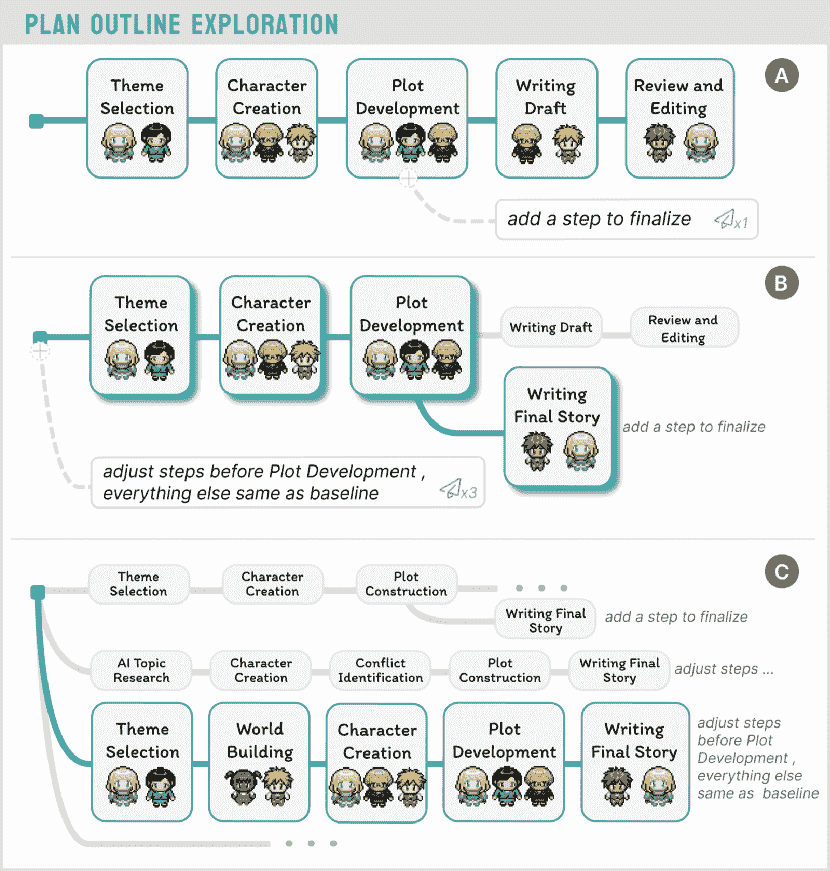 PLAN OUTLINE EXPLORATION
A
Theme
Selection
Character
Creation
Plot
Development
Writing
Draft
Review and
Editing
add a step to finalize
x1
B
Theme
Selection
Character
Creation
Plot
Development
Writing Draft
Review and
Editing
Writing
Final Story
add a step to finalize
adjust steps before Plot Development ,
everything else same as baseline
x3
C
Theme
Selection
Character
Creation
Plot
Construction
Writing Final
Story
add a step to finalize
AI Topic
Research
Character
Creation
Conflict
Identification
Plot
Construction
Writing Final
Story
adjust steps ...
Theme
Selection
World
Building
Character
Creation
Plot
Development
Writing
Final Story
adjust steps
before Plot
Development ,
everything else
same as baseline